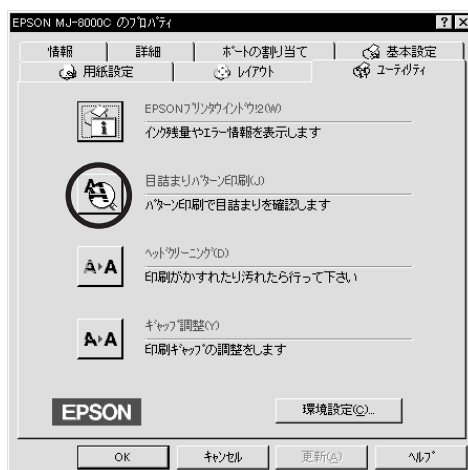 EPSON MJ-8000C のプロパティ
情報 詳細 ポートの割り当て 基本設定
用紙設定 レイアウト ユーティリティ
EPSONプリンタウインドウ!2(W)
インク残量やエラー情報を表示します
目詰まりパターン印刷(J)
パターン印刷で目詰まりを確認します
ヘッドクリーニング(D)
印刷がかすれたり汚れたら行って下さい
ギャップ調整(Y)
印刷ギャップの調整をします
EPSON 環境設定(C)...
OK キャンセル 更新(A) ヘルプ